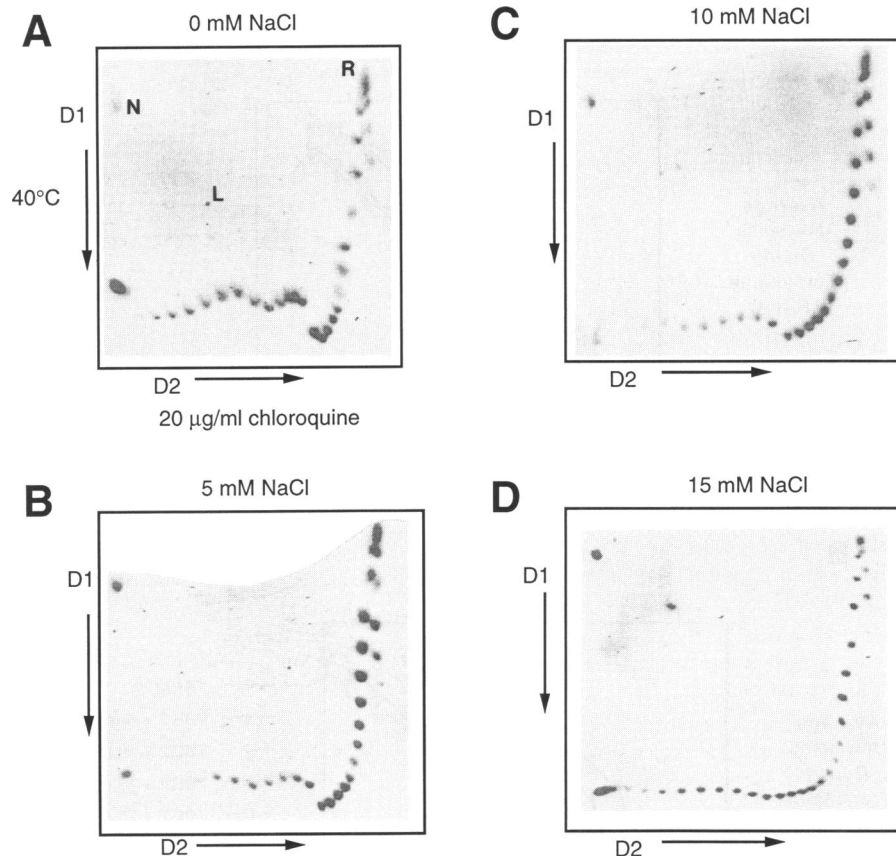 A
0 mM NaCl
R
N
D1
L
40°C
D2
20 μg/ml chloroquine
B
5 mM NaCl
D1
D2
C
10 mM NaCl
D1
D2
D
15 mM NaCl
D1
D2